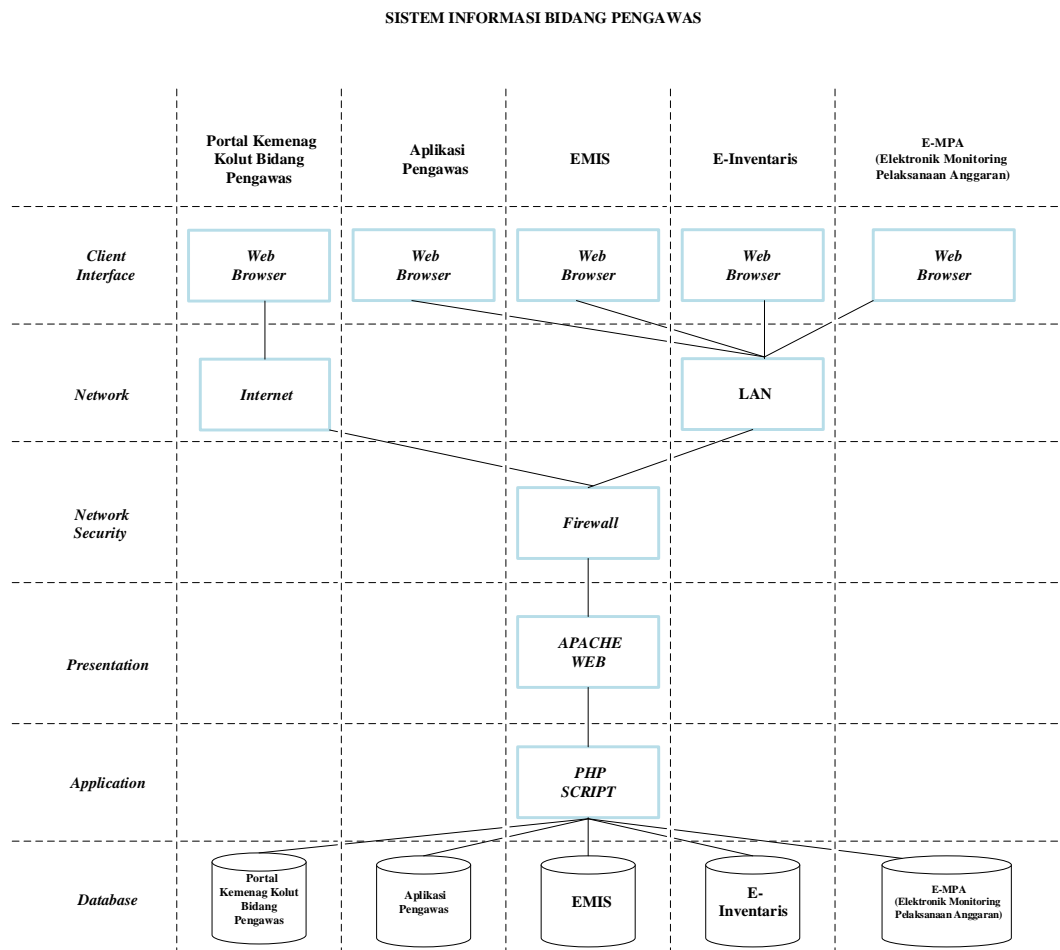 SISTEM INFORMASI BIDANG PENGAWAS
Portal Kemenag
Kolut Bidang
Pengawas
Aplikasi
Pengawas
EMIS
E-Inventaris
E-MPA
(Elektronik Monitoring
Pelaksanaan Anggaran)
Client
Interface
Web
Browser
Web
Browser
Web
Browser
Web
Browser
Web
Browser
Network
Internet
LAN
Network
Security
Firewall
Presentation
APACHE
WEB
Application
PHP
SCRIPT
Database
Portal
Kemenag Kolut
Bidang
Pengawas
Aplikasi
Pengawas
EMIS
E-
Inventaris
E-MPA
(Elektronik Monitoring
Pelaksanaan Anggaran)